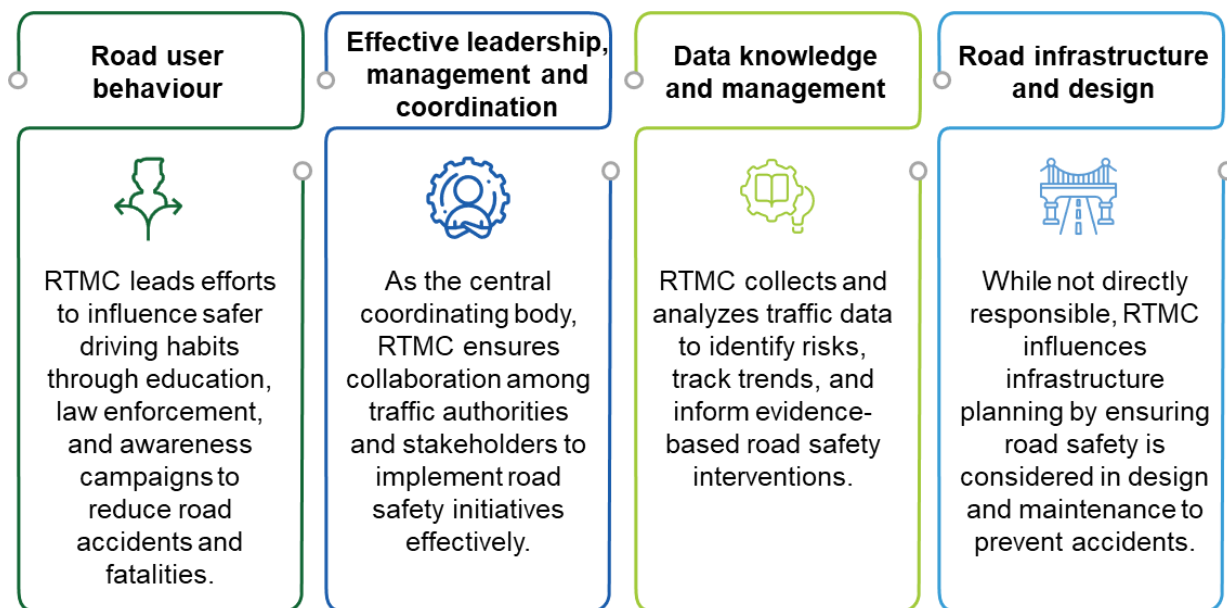 Road user
behaviour
RTMC leads efforts
to influence safer
driving habits
through education,
law enforcement,
and awareness
campaigns to
reduce road
accidents and
fatalities.
Effective leadership,
management and
coordination
As the central
coordinating body,
RTMC ensures
collaboration among
traffic authorities
and stakeholders to
implement road
safety initiatives
effectively.
Data knowledge
and management
RTMC collects and
analyzes traffic data
to identify risks,
track trends, and
inform evidence-
based road safety
interventions.
Road infrastructure
and design
While not directly
responsible, RTMC
influences
infrastructure
planning by ensuring
road safety is
considered in design
and maintenance to
prevent accidents.